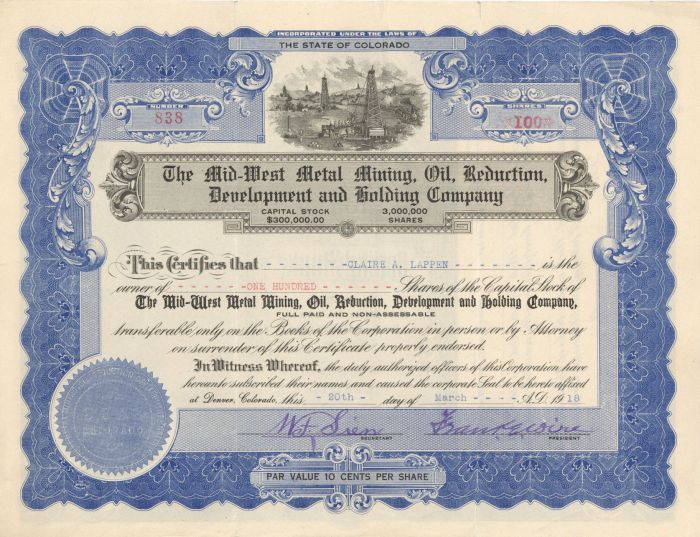 INCORPORATED UNDER THE LAWS OF
THE STATE OF COLORADO
NUMBER
838
SHARES
100
The Mid-West Metal Mining, Oil, Reduction,
Development and Holding Company
CAPITAL STOCK
$300,000.00
3,000,000
SHARES
This Certifies that - - - - - - - -CLAIRE A. LAPPEN - - - - - - - - is the
owner of - - - - - - -ONE HUNDRED - - - - - - - Shares of the Capital Stock of
The Mid-West Metal Mining, Oil, Reduction, Development and Holding Company,
FULL PAID AND NON-ASSESSABLE
transferable only on the Books of the Corporation in person or by Attorney
on surrender of this Certificate properly endorsed.
In Witness Whereof, the duly authorized officers of this Corporation have
hereunto subscribed their names and caused the corporate Seal to be hereto affixed
at Denver, Colorado, this - 20th - day of March - - - - A.D. 1918
SECRETARY
PRESIDENT
COLORADO
PAR VALUE 10 CENTS PER SHARE